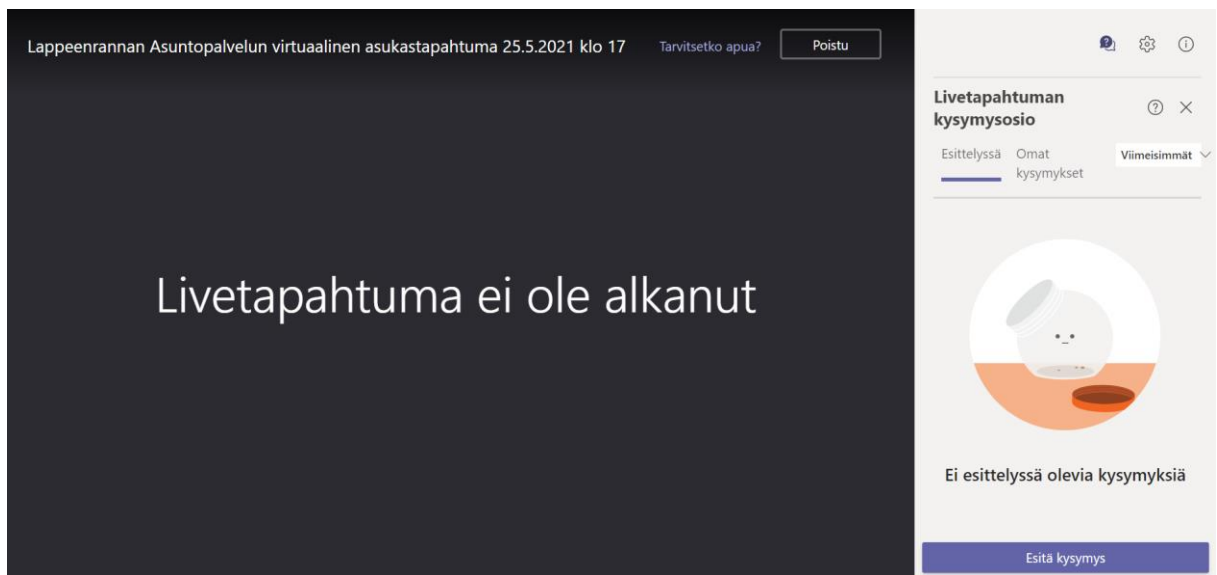 Lappeenrannan Asuntopalvelun virtuaalinen asukastapahtuma 25.5.2021 klo 17
Tarvitsetko apua?
Poistu
Livetapahtuma ei ole alkanut
Livetapahtuman
kysymysosio
Esittelyssä
Omat
kysymykset
Viimeisimmät
Ei esittelyssä olevia kysymyksiä
Esitä kysymys